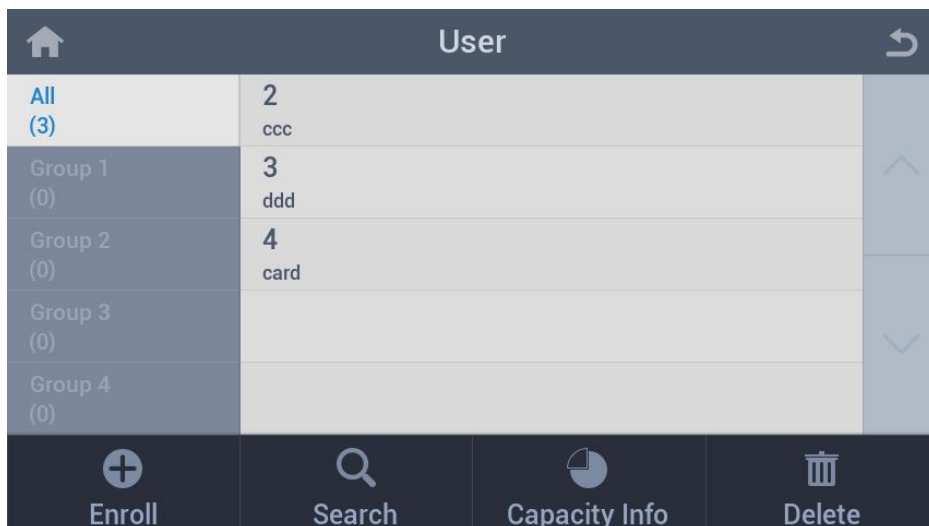 User
All
(3)
Group 1
(0)
Group 2
(0)
Group 3
(0)
Group 4
(0)
2
ccc
3
ddd
4
card
Enroll
Search
Capacity Info
Delete